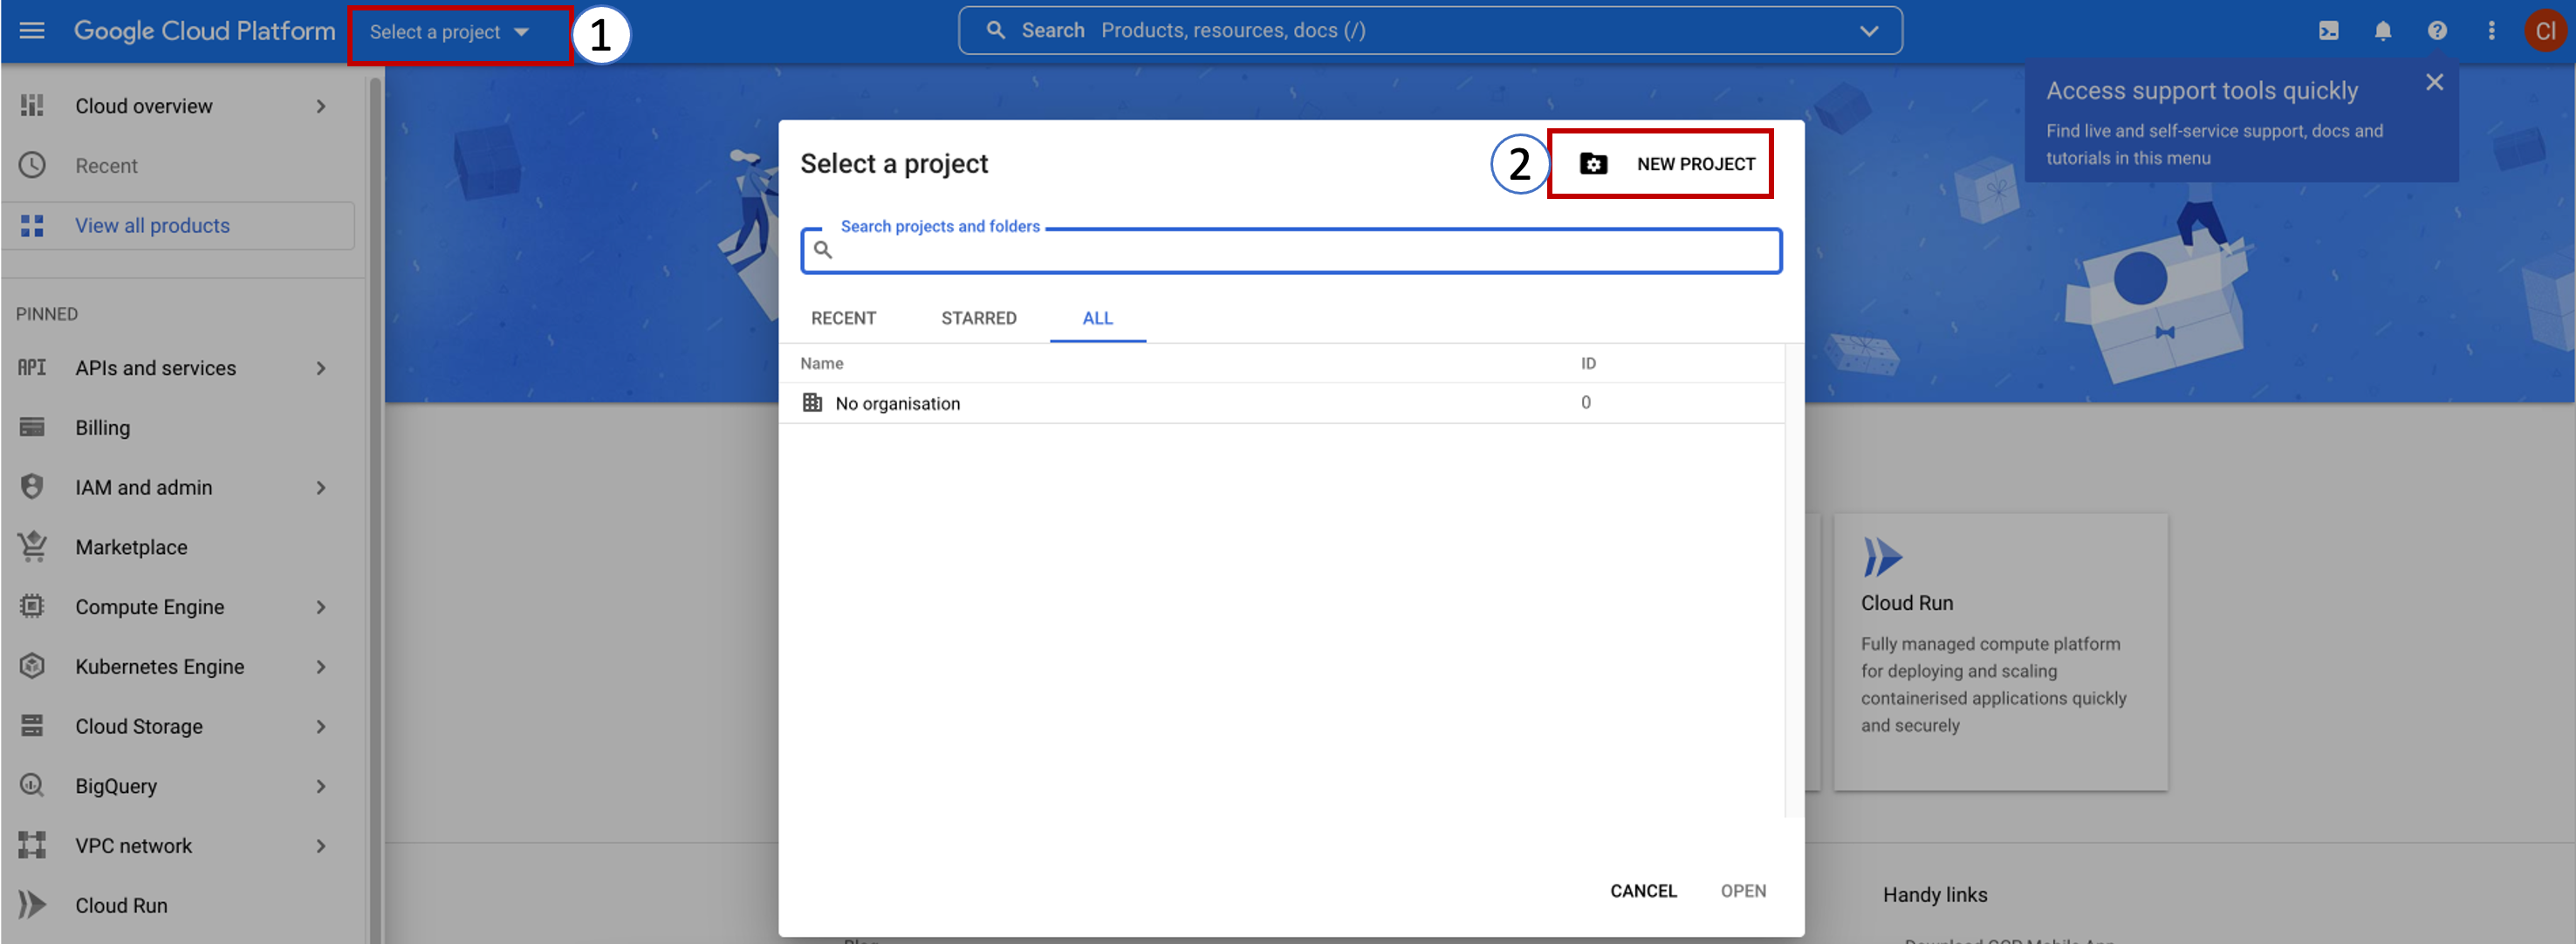 Google Cloud Platform
Select a project
1
Search Products, resources, docs (/)
CI
Cloud overview
Recent
View all products
PINNED
API APIs and services
Billing
IAM and admin
Marketplace
Compute Engine
Kubernetes Engine
Cloud Storage
BigQuery
VPC network
Cloud Run
Access support tools quickly
Find live and self-service support, docs and
tutorials in this menu
Select a project
2
NEW PROJECT
Search projects and folders
RECENT STARRED ALL
Name ID
No organisation 0
CANCEL OPEN
Cloud Run
Fully managed compute platform
for deploying and scaling
containerised applications quickly
and securely
Handy links